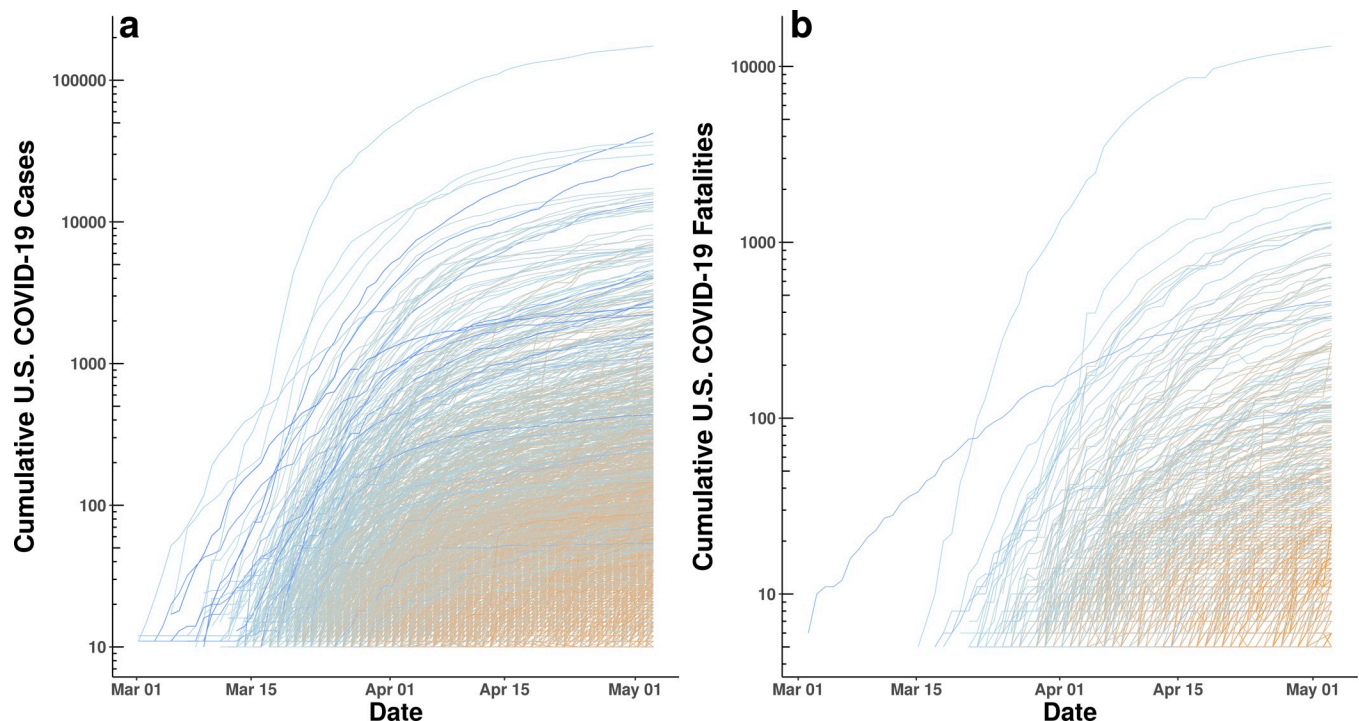 a
Cumulative U.S. COVID-19 Cases
100000
10000
1000
100
10
Mar 01
Mar 15
Apr 01
Apr 15
May 01
Date
b
Cumulative U.S. COVID-19 Fatalities
10000
1000
100
10
Mar 01
Mar 15
Apr 01
Apr 15
May 01
Date